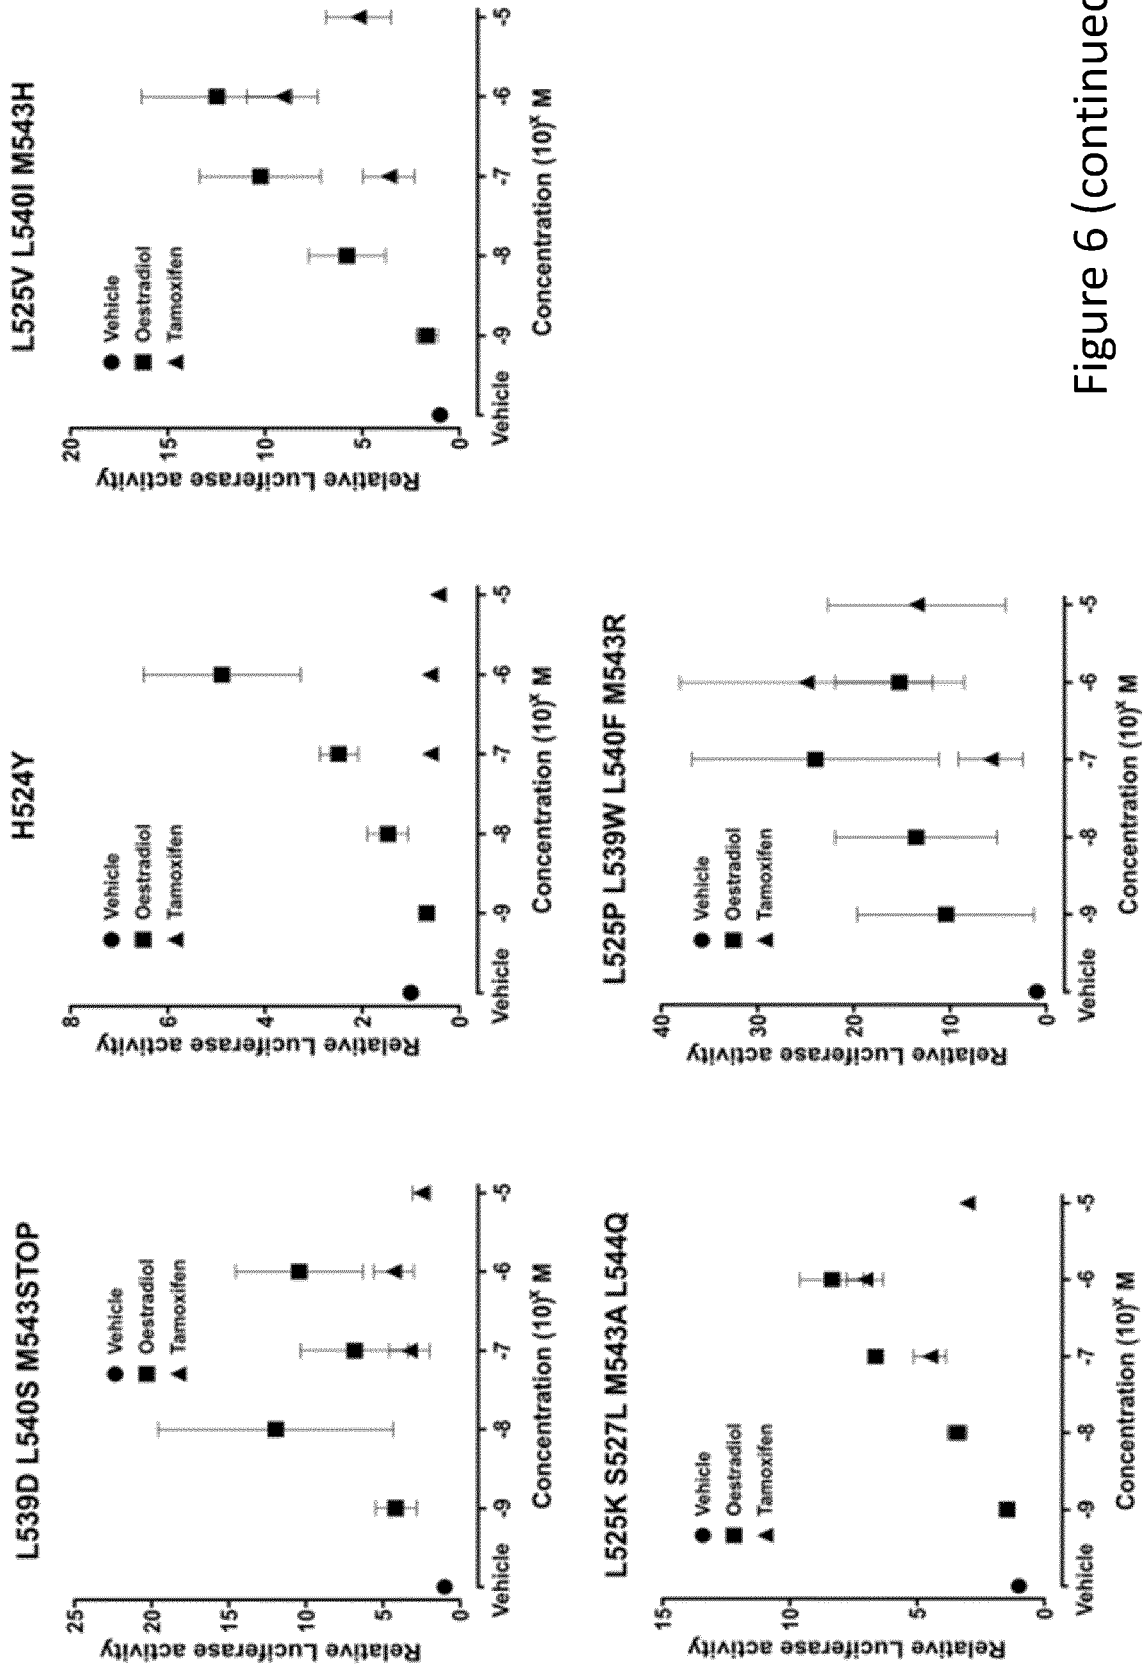 L539D L540S M543STOP
Relative Luciferase activity
25
20
15
10
5
0
Vehicle
Oestradiol
Tamoxifen
Vehicle -9 -8 -7 -6 -5
Concentration (10)ˣ M
H524Y
Relative Luciferase activity
8
6
4
2
0
Vehicle
Oestradiol
Tamoxifen
Vehicle -9 -8 -7 -6 -5
Concentration (10)ˣ M
L525V L540I M543H
Relative Luciferase activity
20
15
10
5
0
Vehicle
Oestradiol
Tamoxifen
Vehicle -9 -8 -7 -6 -5
Concentration (10)ˣ M
L525K S527L M543A L544Q
Relative Luciferase activity
15
10
5
0
Vehicle
Oestradiol
Tamoxifen
Vehicle -9 -8 -7 -6 -5
Concentration (10)ˣ M
L525P L539W L540F M543R
Relative Luciferase activity
40
30
20
10
0
Vehicle
Oestradiol
Tamoxifen
Vehicle -9 -8 -7 -6 -5
Concentration (10)ˣ M
Figure 6 (continued